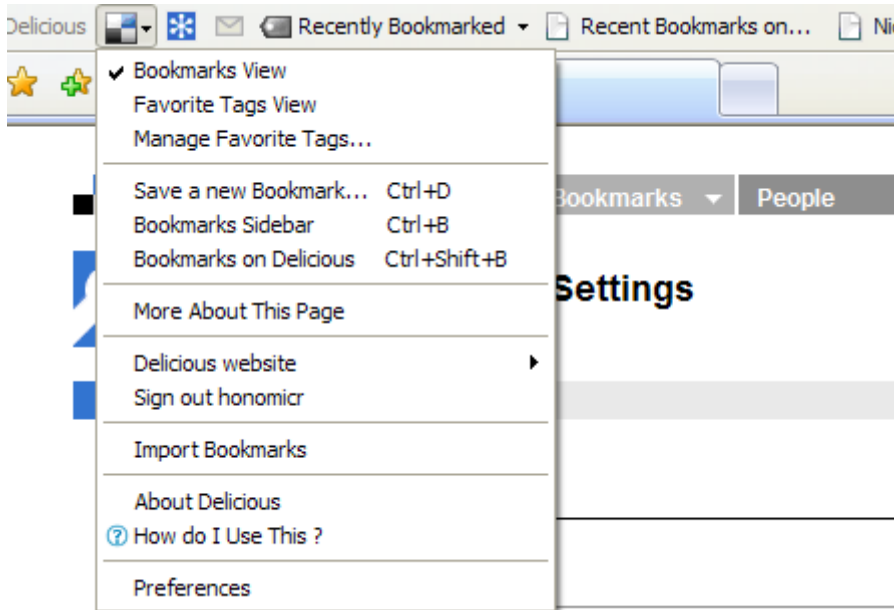 Delicious Recently Bookmarked Recent Bookmarks on...
Bookmarks View
Favorite Tags View
Manage Favorite Tags...
Save a new Bookmark... Ctrl+D
Bookmarks Sidebar Ctrl+B
Bookmarks on Delicious Ctrl+Shift+B
More About This Page
Delicious website
Sign out honomicr
Import Bookmarks
About Delicious
? How do I Use This ?
Preferences
Bookmarks People
Settings